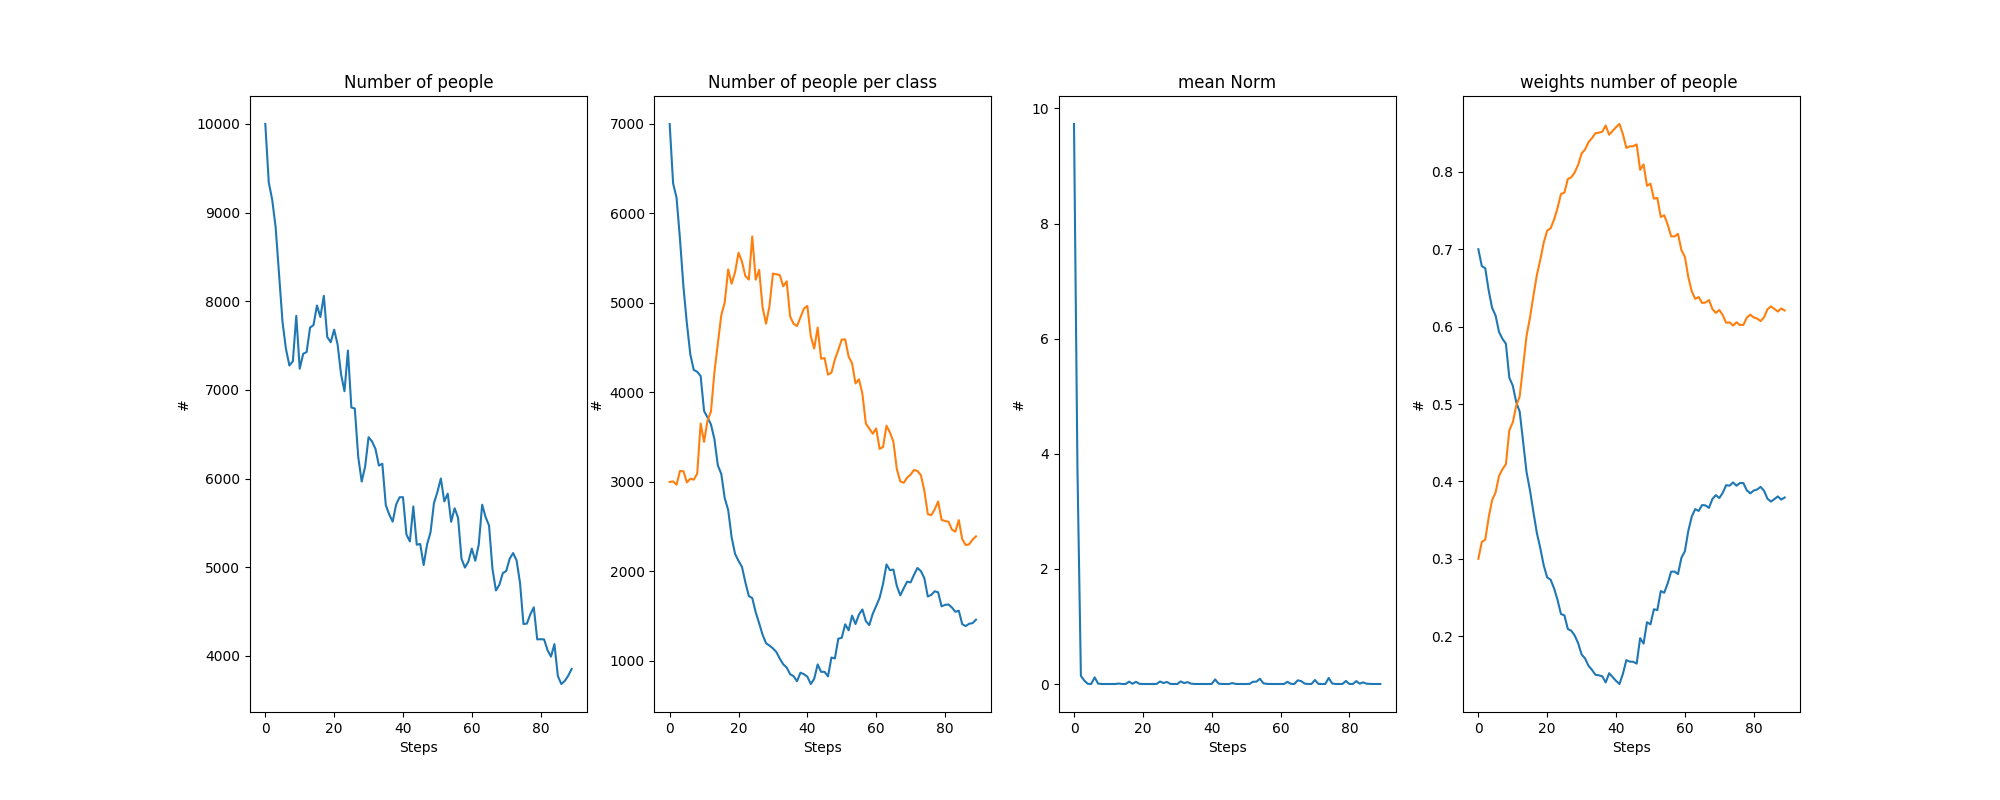 Number of people
10000
9000
8000
7000
6000
5000
4000
#
0 20 40 60 80
Steps
Number of people per class
7000
6000
5000
4000
3000
2000
1000
#
0 20 40 60 80
Steps
mean Norm
10
8
6
4
2
0
#
0 20 40 60 80
Steps
weights number of people
0.8
0.7
0.6
0.5
0.4
0.3
0.2
#
0 20 40 60 80
Steps